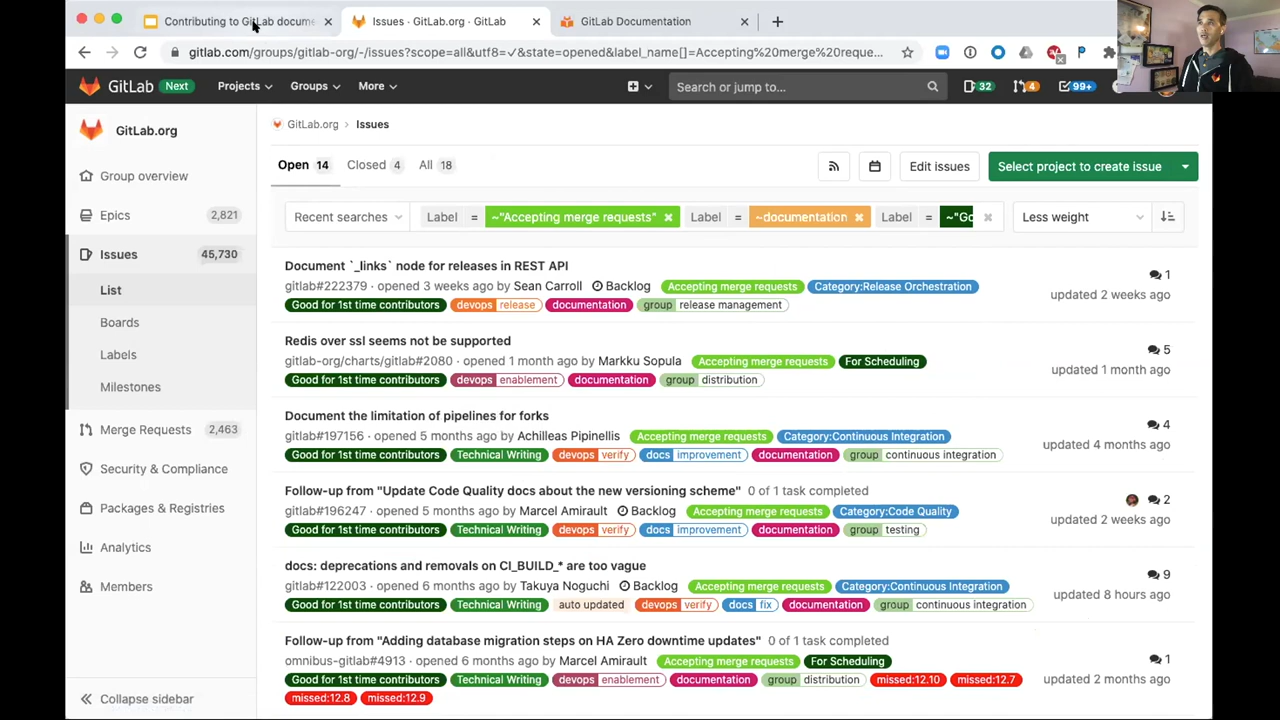 Contributing to GitLab docume
Issues · GitLab.org · GitLab
GitLab Documentation
gitlab.com/groups/gitlab-org/-/issues?scope=all&utf8=✓&state=opened&label_name[]=Accepting%20merge%20reque...
GitLab Next Projects Groups More Search or jump to... 32 4 99+
GitLab.org
Group overview
Epics 2,821
Issues 45,730
List
Boards
Labels
Milestones
Merge Requests 2,463
Security & Compliance
Packages & Registries
Analytics
Members
Collapse sidebar
GitLab.org › Issues
Open 14 Closed 4 All 18
Edit issues Select project to create issue
Recent searches Label = ~"Accepting merge requests" Label = ~documentation Label = ~"Go Less weight
Document `_links` node for releases in REST API 1
gitlab#222379 · opened 3 weeks ago by Sean Carroll Backlog Accepting merge requests Category:Release Orchestration updated 2 weeks ago
Good for 1st time contributors devops release documentation group release management
Redis over ssl seems not be supported 5
gitlab-org/charts/gitlab#2080 · opened 1 month ago by Markku Sopula Accepting merge requests For Scheduling updated 1 month ago
Good for 1st time contributors devops enablement documentation group distribution
Document the limitation of pipelines for forks 4
gitlab#197156 · opened 5 months ago by Achilleas Pipinellis Accepting merge requests Category:Continuous Integration updated 4 months ago
Good for 1st time contributors Technical Writing devops verify docs improvement documentation group continuous integration
Follow-up from "Update Code Quality docs about the new versioning scheme" 0 of 1 task completed 2
gitlab#196247 · opened 5 months ago by Marcel Amirault Backlog Accepting merge requests Category:Code Quality updated 2 weeks ago
Good for 1st time contributors Technical Writing devops verify docs improvement documentation group testing
docs: deprecations and removals on CI_BUILD_* are too vague 9
gitlab#122003 · opened 6 months ago by Takuya Noguchi Backlog Accepting merge requests Category:Continuous Integration updated 8 hours ago
Good for 1st time contributors Technical Writing auto updated devops verify docs fix documentation group continuous integration
Follow-up from "Adding database migration steps on HA Zero downtime updates" 0 of 1 task completed 1
omnibus-gitlab#4913 · opened 6 months ago by Marcel Amirault Accepting merge requests For Scheduling updated 2 months ago
Good for 1st time contributors Technical Writing devops enablement documentation group distribution missed:12.10 missed:12.7
missed:12.8 missed:12.9